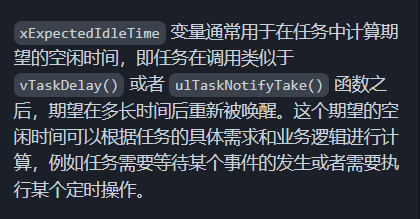 xExpectedIdleTime 变量通常用于在任务中计算期
望的空闲时间，即任务在调用类似于
vTaskDelay() 或者 ulTaskNotifyTake() 函数之
后，期望在多长时间后重新被唤醒。这个期望的空
闲时间可以根据任务的具体需求和业务逻辑进行计
算，例如任务需要等待某个事件的发生或者需要执
行某个定时操作。